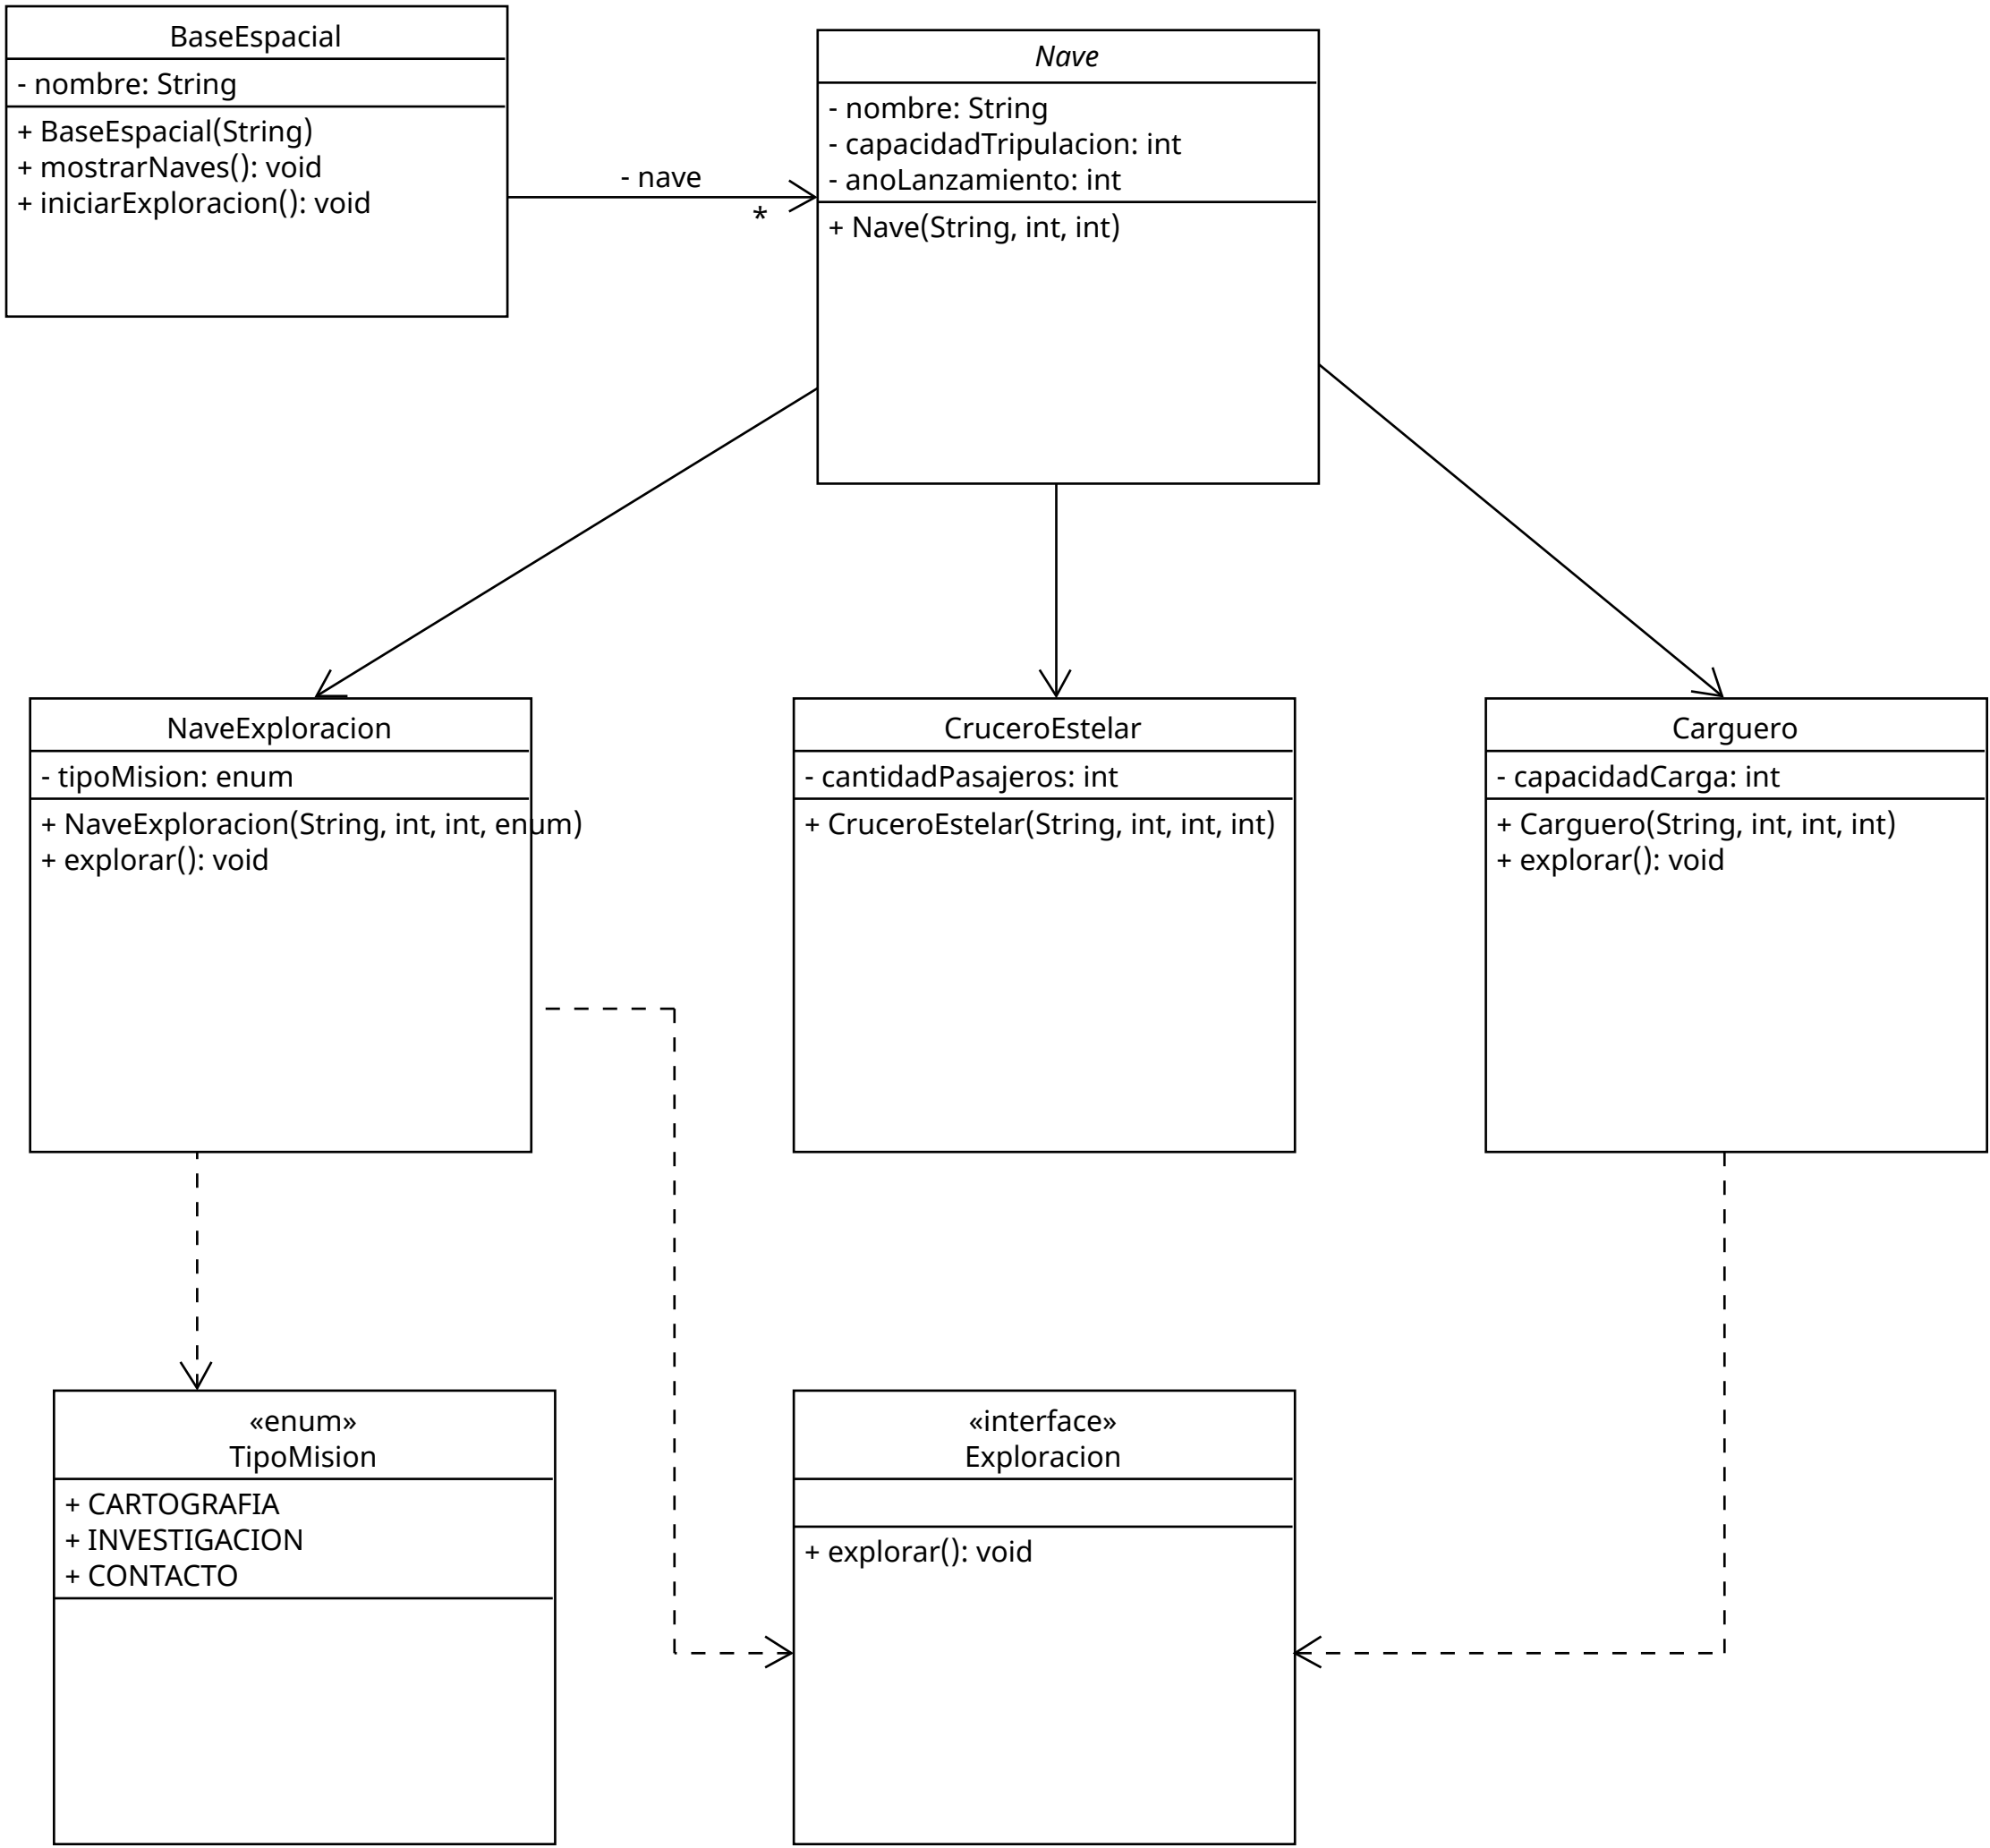 BaseEspacial
- nombre: String
+ BaseEspacial(String)
+ mostrarNaves(): void
+ iniciarExploracion(): void
- nave
*
Nave
- nombre: String
- capacidadTripulacion: int
- anoLanzamiento: int
+ Nave(String, int, int)
NaveExploracion
- tipoMision: enum
+ NaveExploracion(String, int, int, enum)
+ explorar(): void
CruceroEstelar
- cantidadPasajeros: int
+ CruceroEstelar(String, int, int, int)
Carguero
- capacidadCarga: int
+ Carguero(String, int, int, int)
+ explorar(): void
«enum»
TipoMision
+ CARTOGRAFIA
+ INVESTIGACION
+ CONTACTO
«interface»
Exploracion
+ explorar(): void